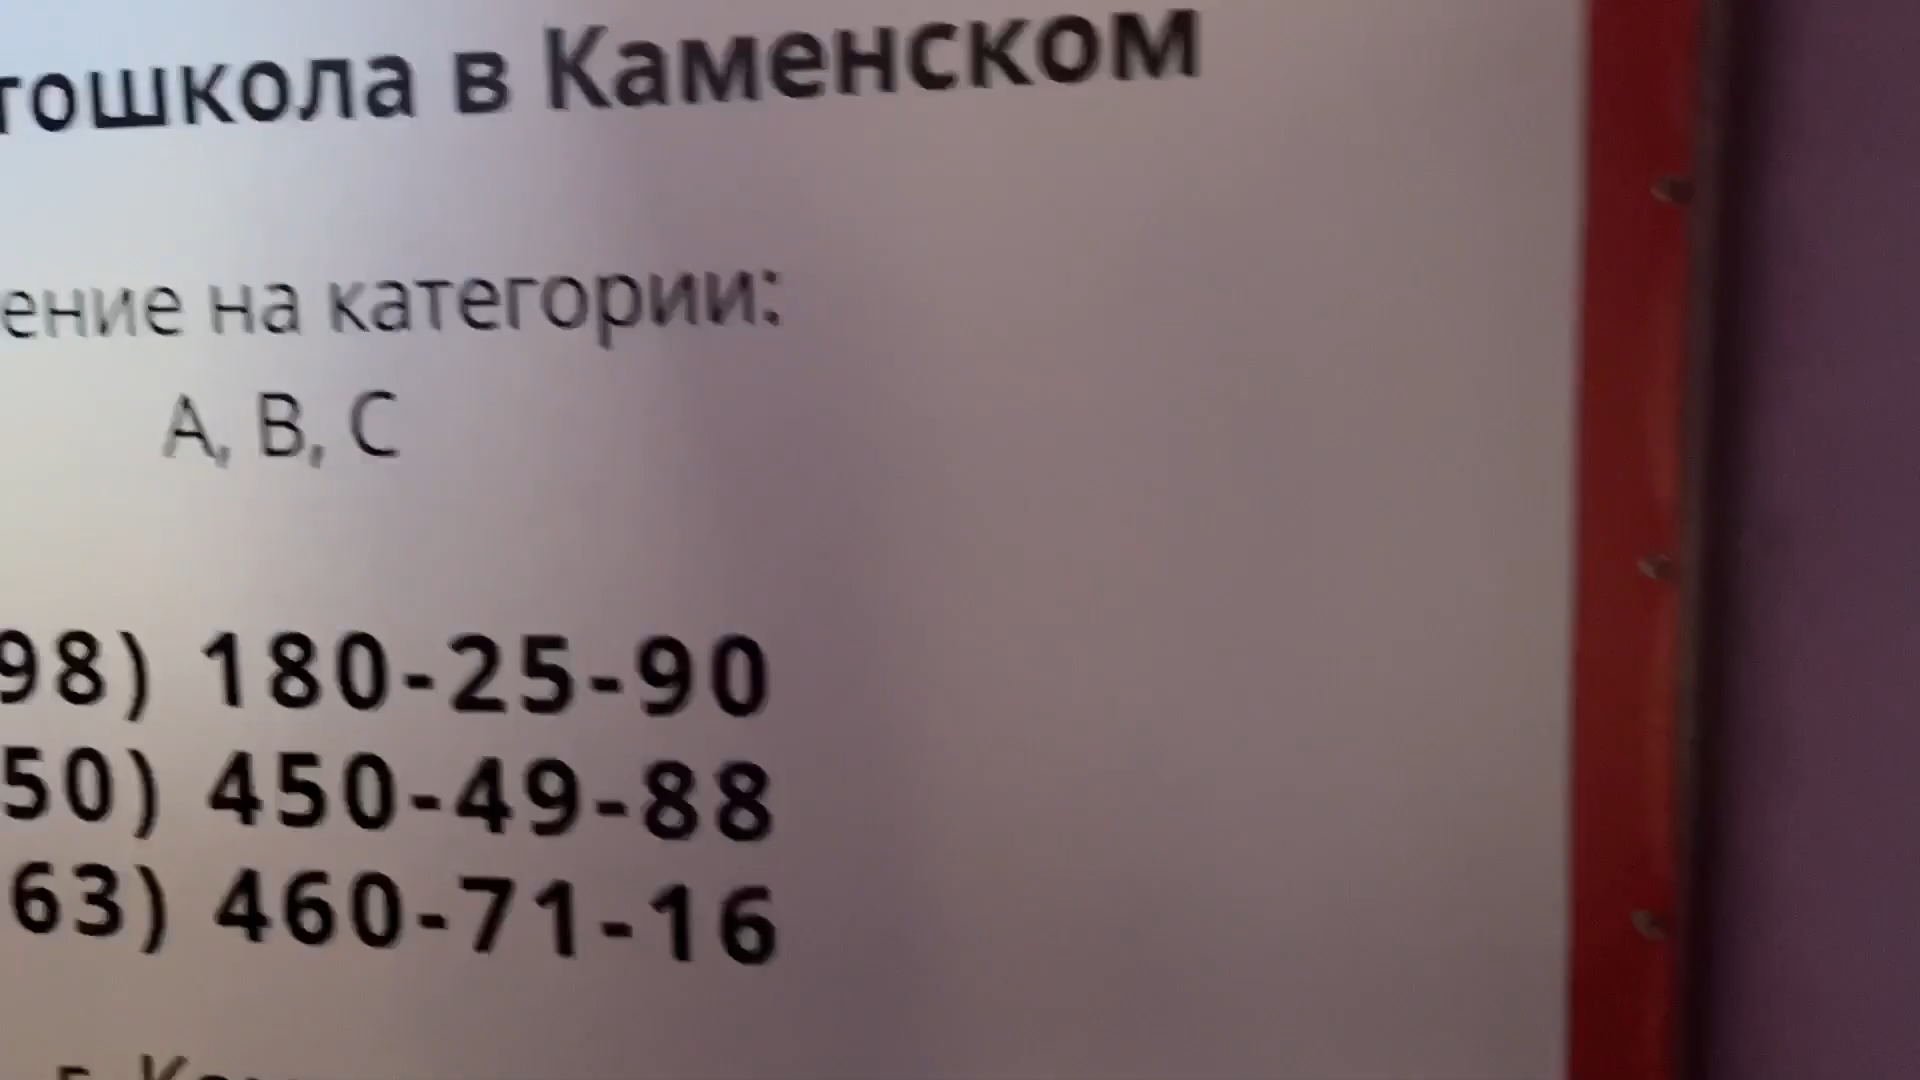 тошкола в Каменском
ение на категории:
А, В, С
98) 180-25-90
50) 450-49-88
63) 460-71-16